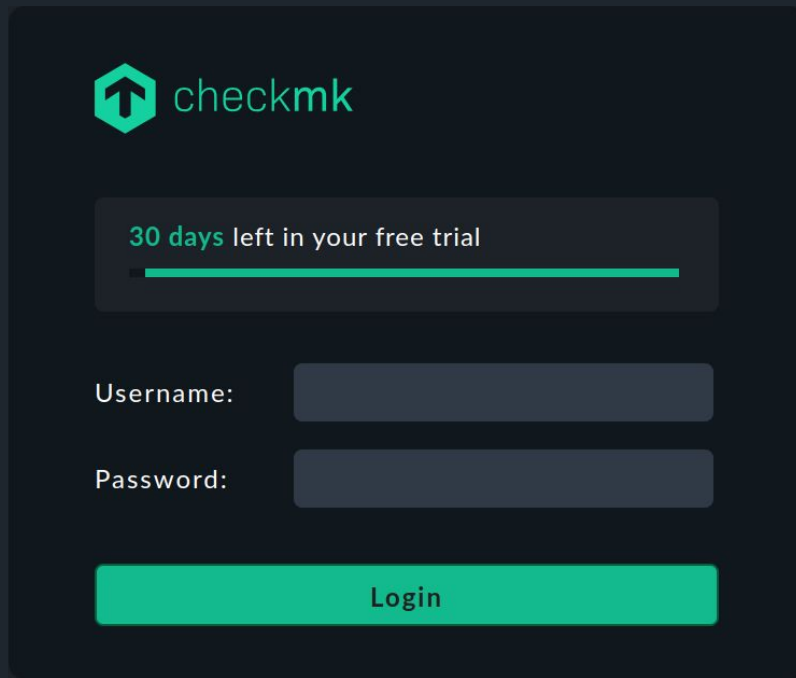 checkmk
30 days left in your free trial
Username:
Password:
Login